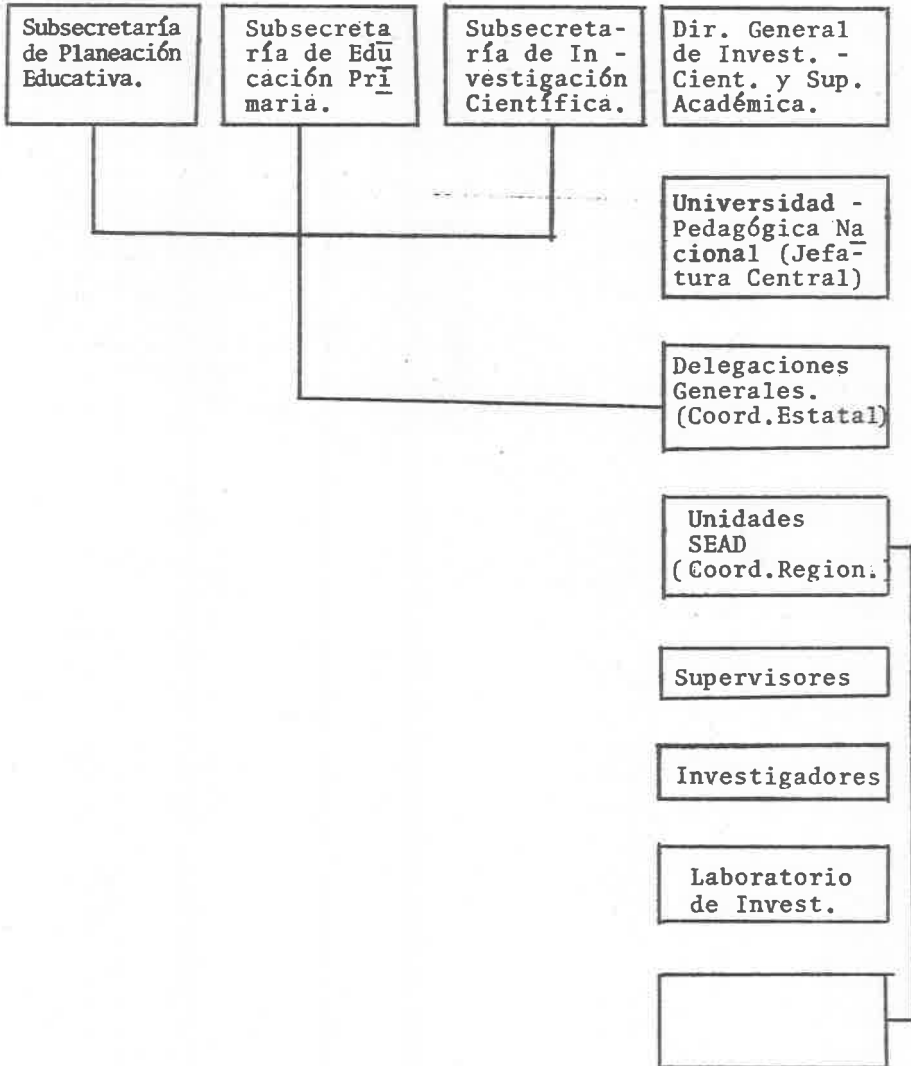 Subsecretaría
de Planeación
Educativa.
Subsecreta
ría de Edu
cación Pri
maria.
Subsecreta-
ría de In -
vestigación
Científica.
Dir. General
de Invest. -
Cient. y Sup.
Académica.
Universidad -
Pedagógica Na
cional (Jefa-
tura Central)
Delegaciones
Generales.
(Coord.Estatal)
Unidades
SEAD
(Coord.Region.)
Supervisores
Investigadores
Laboratorio
de Invest.